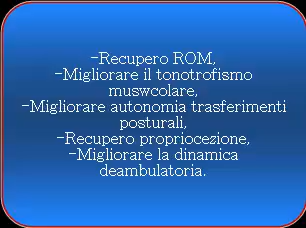 -Recupero ROM,
-Migliorare il tonotrofismo
muswcolare,
-Migliorare autonomia trasferimenti
posturali,
-Recupero propriocezione,
-Migliorare la dinamica
deambulatoria.